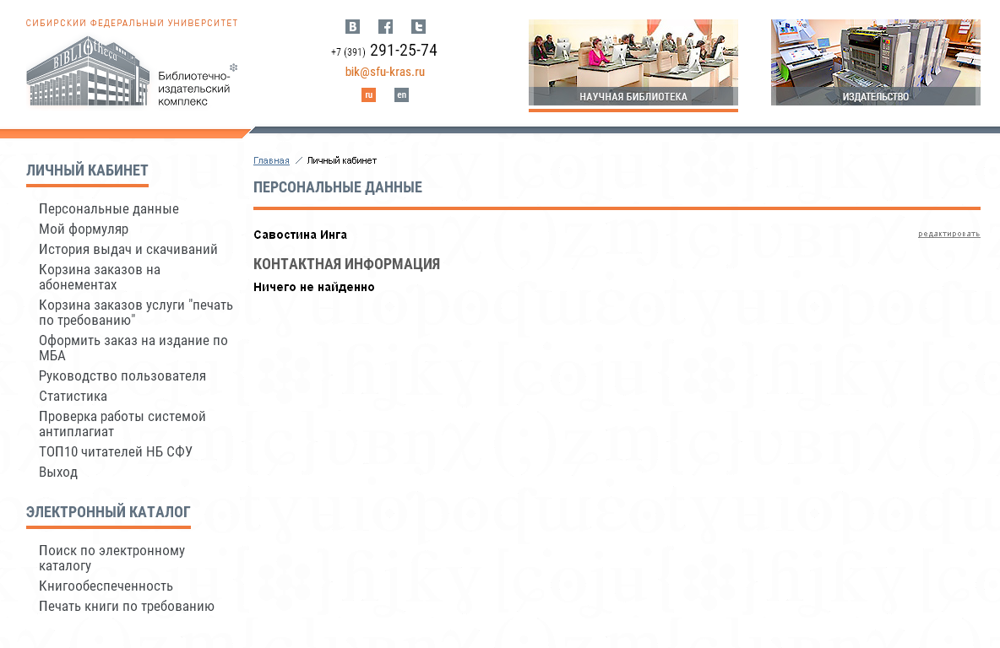 СИБИРСКИЙ ФЕДЕРАЛЬНЫЙ УНИВЕРСИТЕТ
BIBLIOtheca
Библиотечно-
издательский
комплекс
+7 (391) 291-25-74
bik@sfu-kras.ru
ru en
НАУЧНАЯ БИБЛИОТЕКА
ИЗДАТЕЛЬСТВО
ЛИЧНЫЙ КАБИНЕТ
Персональные данные
Мой формуляр
История выдач и скачиваний
Корзина заказов на
абонементах
Корзина заказов услуги "печать
по требованию"
Оформить заказ на издание по
МБА
Руководство пользователя
Статистика
Проверка работы системой
антиплагиат
ТОП10 читателей НБ СФУ
Выход
ЭЛЕКТРОННЫЙ КАТАЛОГ
Поиск по электронному
каталогу
Книгообеспеченность
Печать книги по требованию
Главная / Личный кабинет
ПЕРСОНАЛЬНЫЕ ДАННЫЕ
Савостина Инга
редактировать
КОНТАКТНАЯ ИНФОРМАЦИЯ
Ничего не найденно